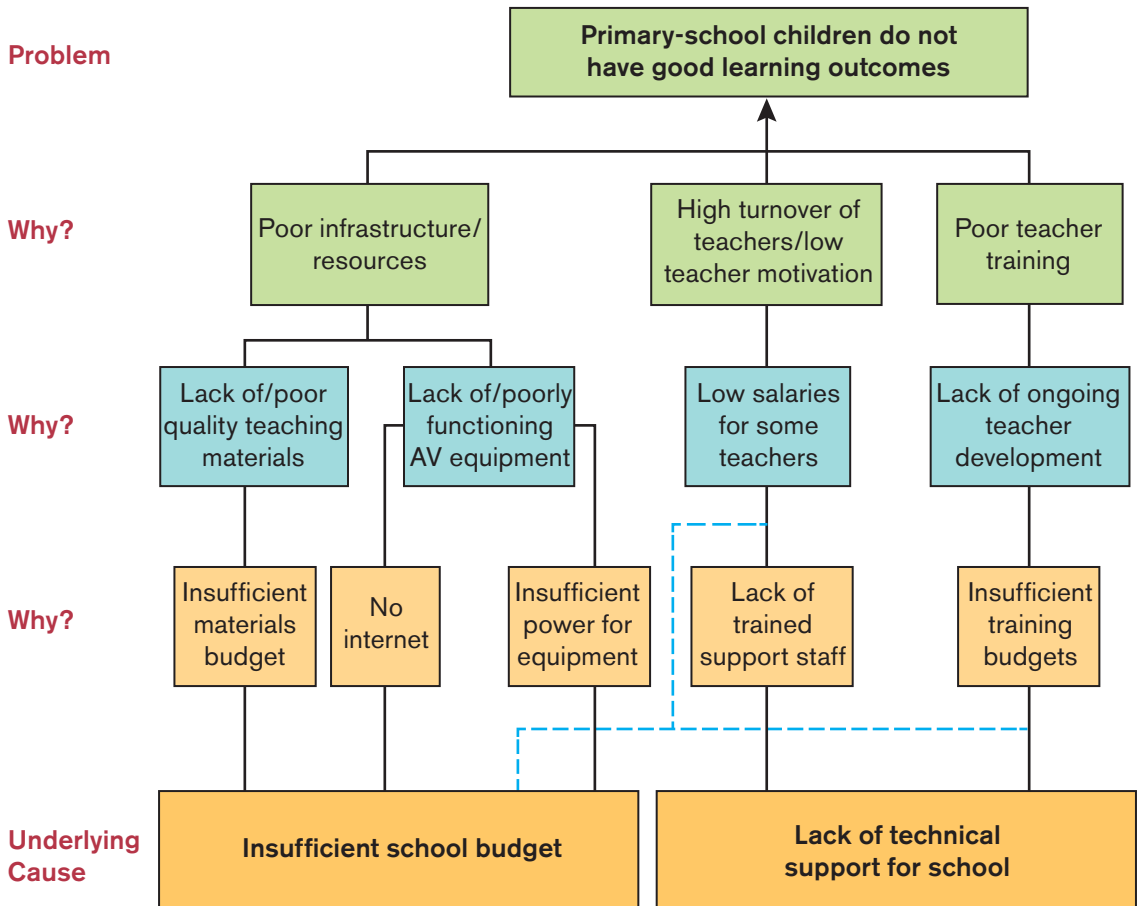 Problem
Primary-school children do not
have good learning outcomes
Why?
Poor infrastructure/
resources
High turnover of
teachers/low
teacher motivation
Poor teacher
training
Why?
Lack of/poor
quality teaching
materials
Lack of/poorly
functioning
AV equipment
Low salaries
for some
teachers
Lack of ongoing
teacher
development
Why?
Insufficient
materials
budget
No
internet
Insufficient
power for
equipment
Lack of
trained
support staff
Insufficient
training
budgets
Underlying
Cause
Insufficient school budget
Lack of technical
support for school